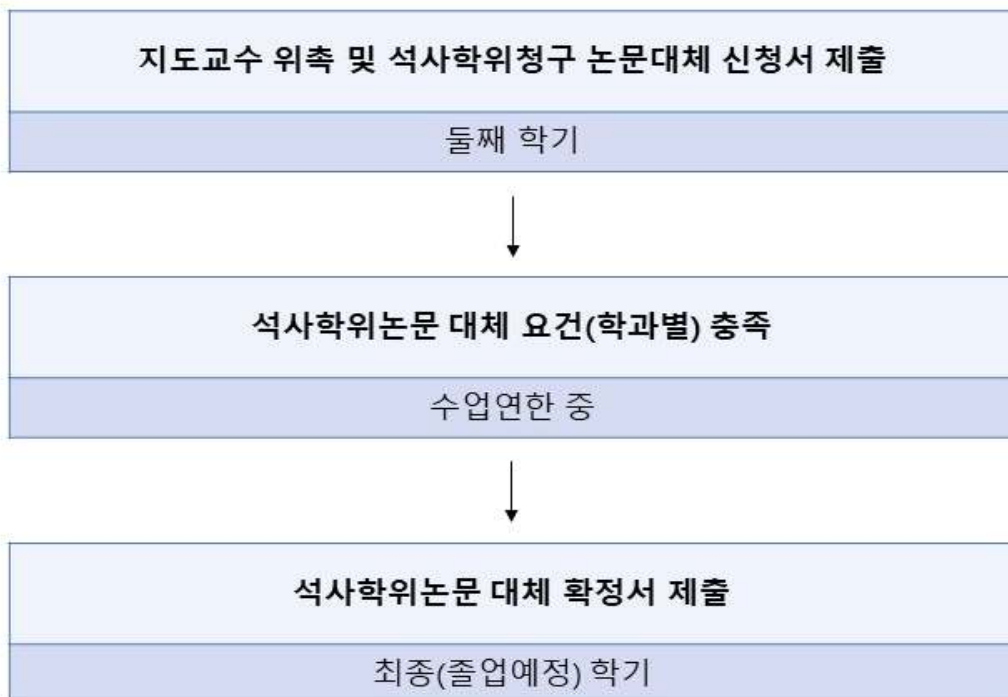 지도교수 위촉 및 석사학위청구 논문대체 신청서 제출
둘째 학기
석사학위논문 대체 요건(학과별) 충족
수업연한 중
석사학위논문 대체 확정서 제출
최종(졸업예정) 학기